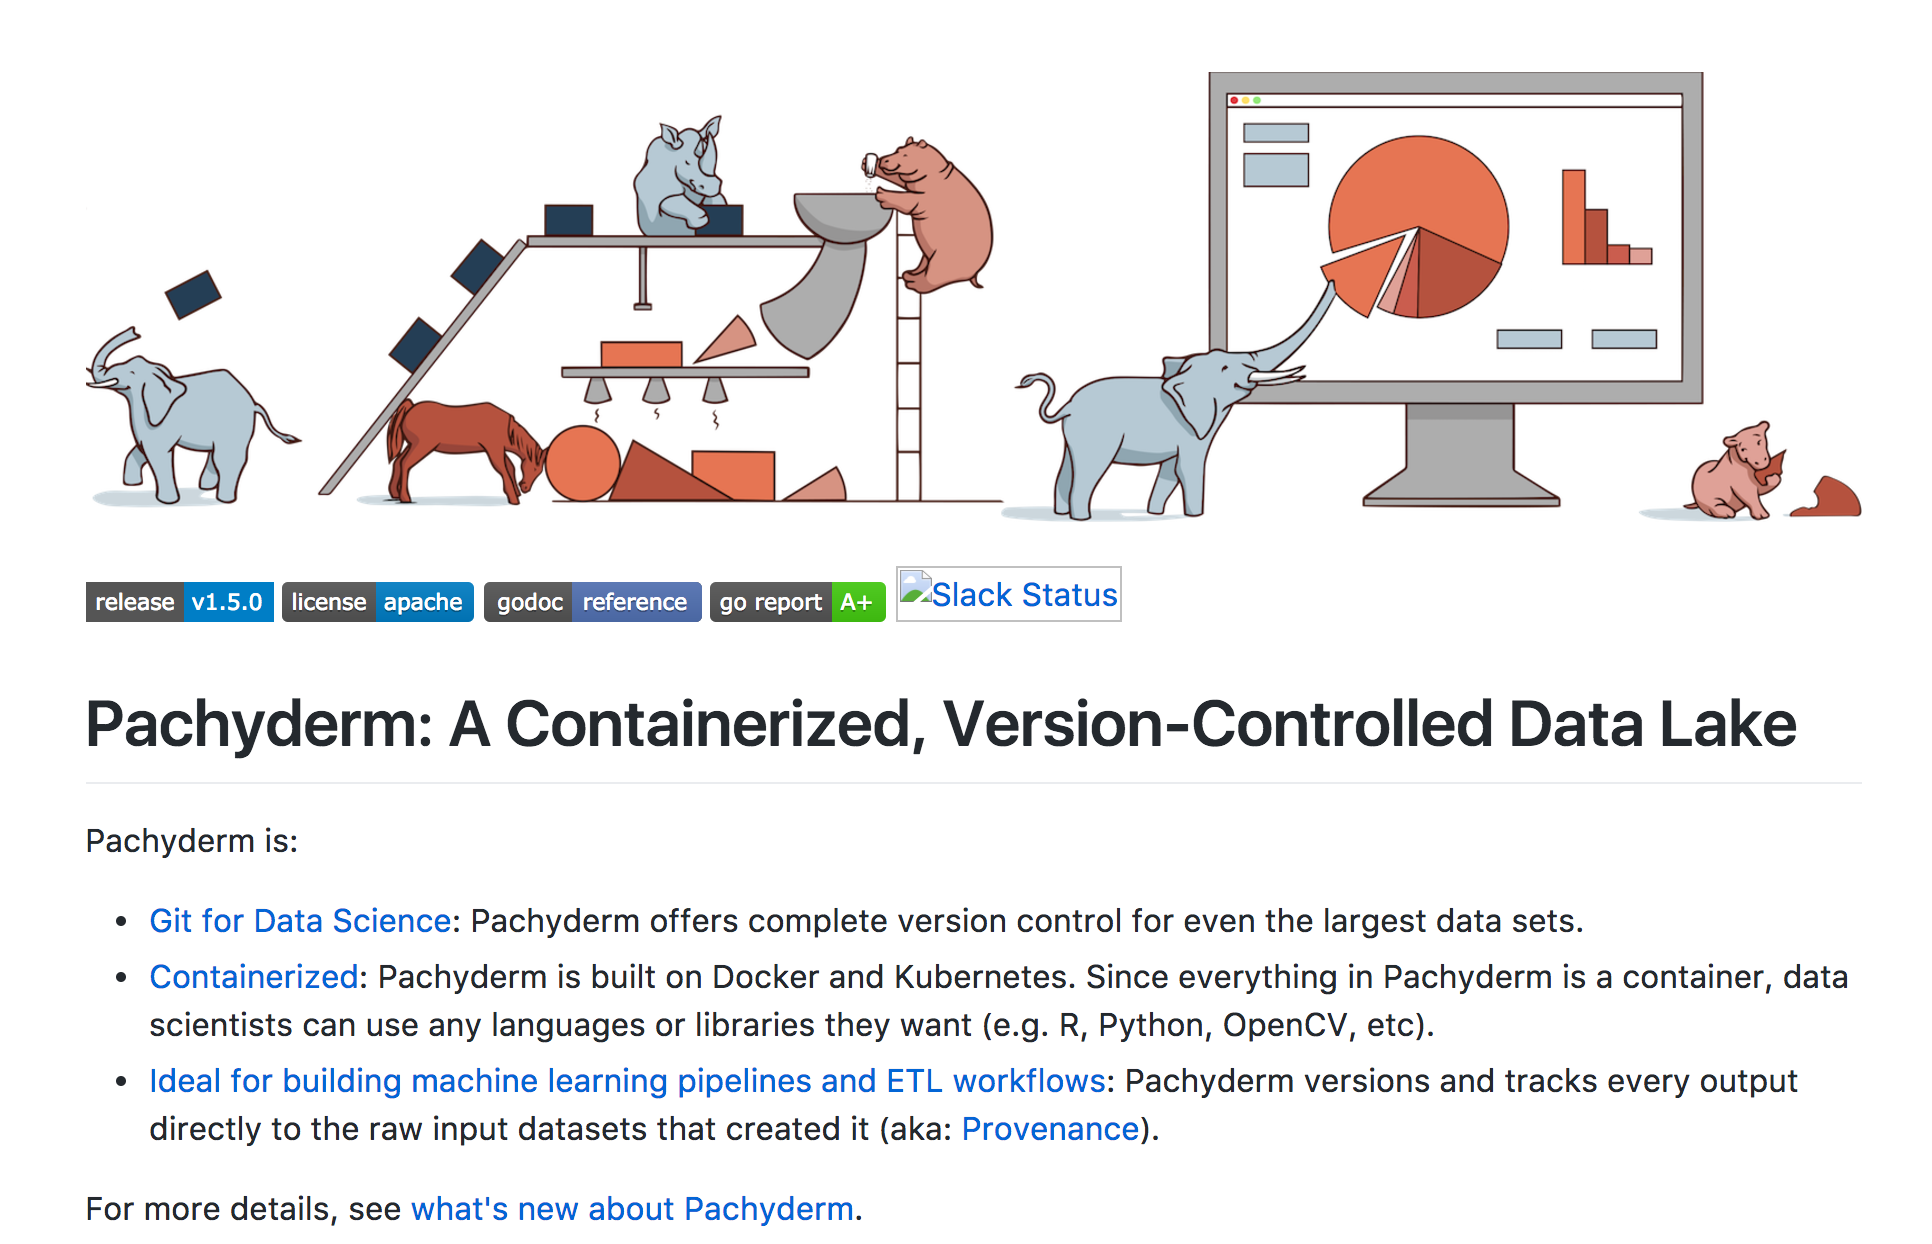 release v1.5.0 license apache godoc reference go report A+ Slack Status
Pachyderm: A Containerized, Version-Controlled Data Lake
Pachyderm is:
• Git for Data Science: Pachyderm offers complete version control for even the largest data sets.
• Containerized: Pachyderm is built on Docker and Kubernetes. Since everything in Pachyderm is a container, data
scientists can use any languages or libraries they want (e.g. R, Python, OpenCV, etc).
• Ideal for building machine learning pipelines and ETL workflows: Pachyderm versions and tracks every output
directly to the raw input datasets that created it (aka: Provenance).
For more details, see what's new about Pachyderm.